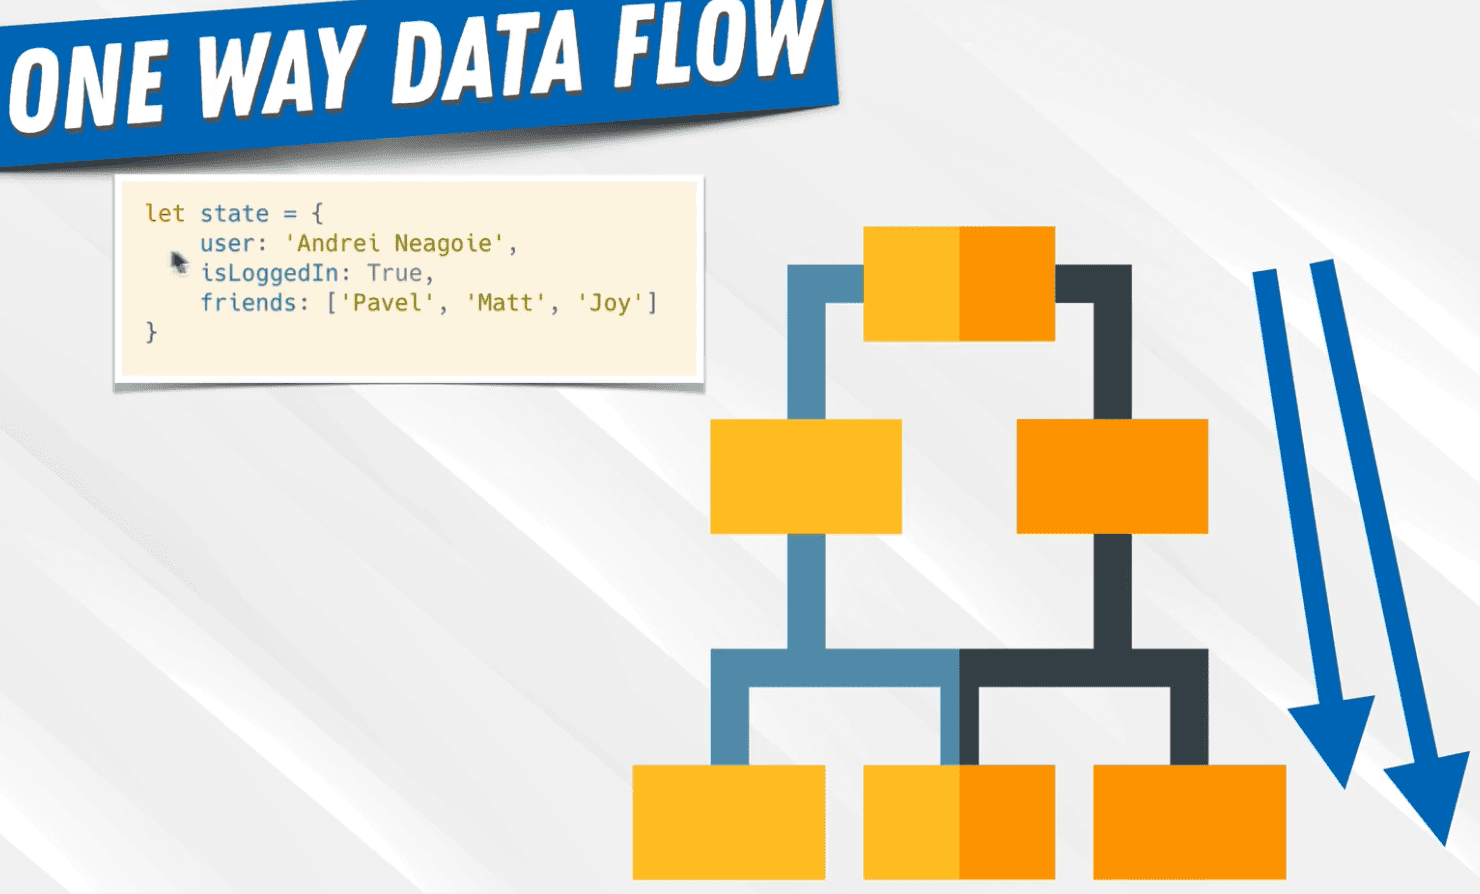 ONE WAY DATA FLOW
let state = {
    user: 'Andrei Neagoie',
    isLoggedIn: True,
    friends: ['Pavel', 'Matt', 'Joy']
}